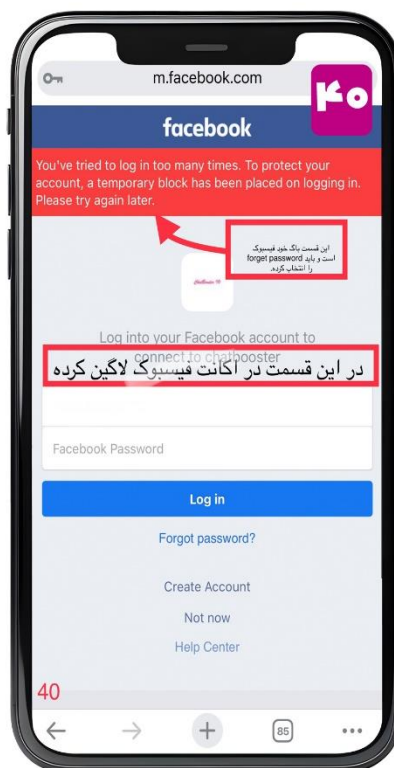 m.facebook.com
۴۰
facebook
You've tried to log in too many times. To protect your
account, a temporary block has been placed on logging in.
Please try again later.
این قسمت باگ خود فیسبوک
است و باید forget password
را انتخاب کرده.
chatbooster
Log into your Facebook account to
connect to chatbooster
در این قسمت در اکانت فیسبوک لاگین کرده
Facebook Password
Log in
Forgot password?
Create Account
Not now
Help Center
40
85